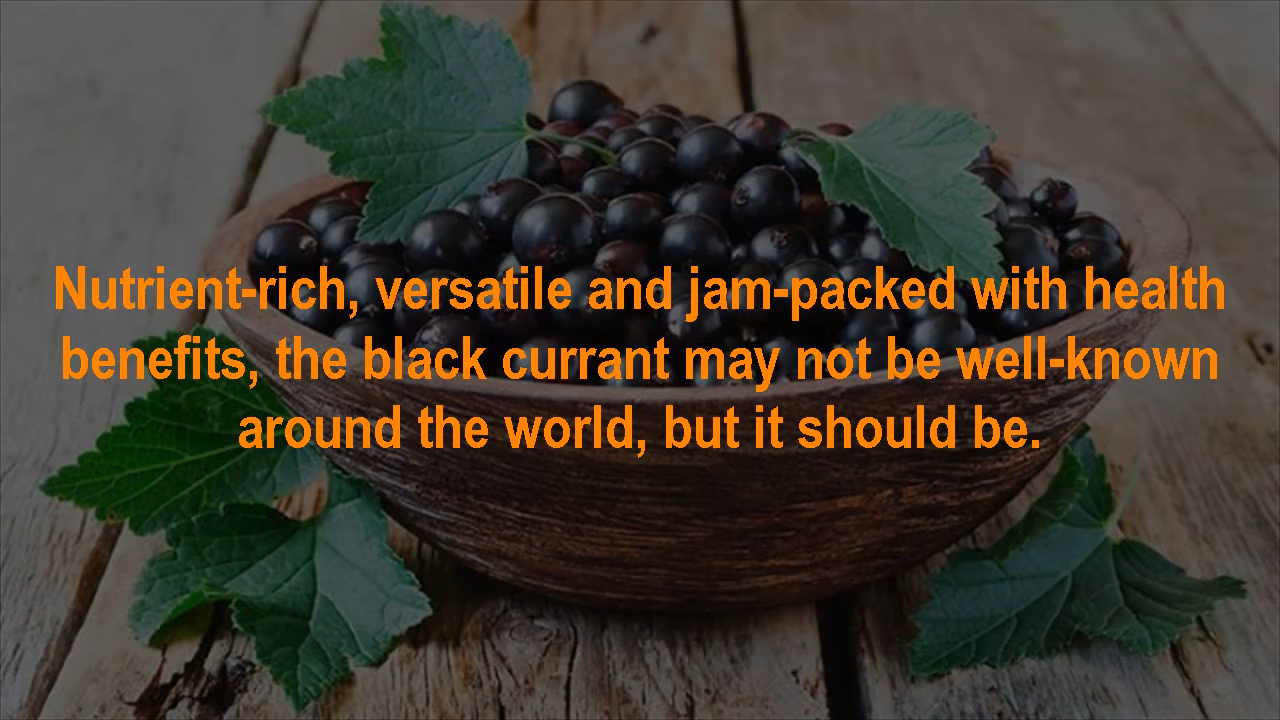 Nutrient-rich, versatile and jam-packed with health
benefits, the black currant may not be well-known
around the world, but it should be.